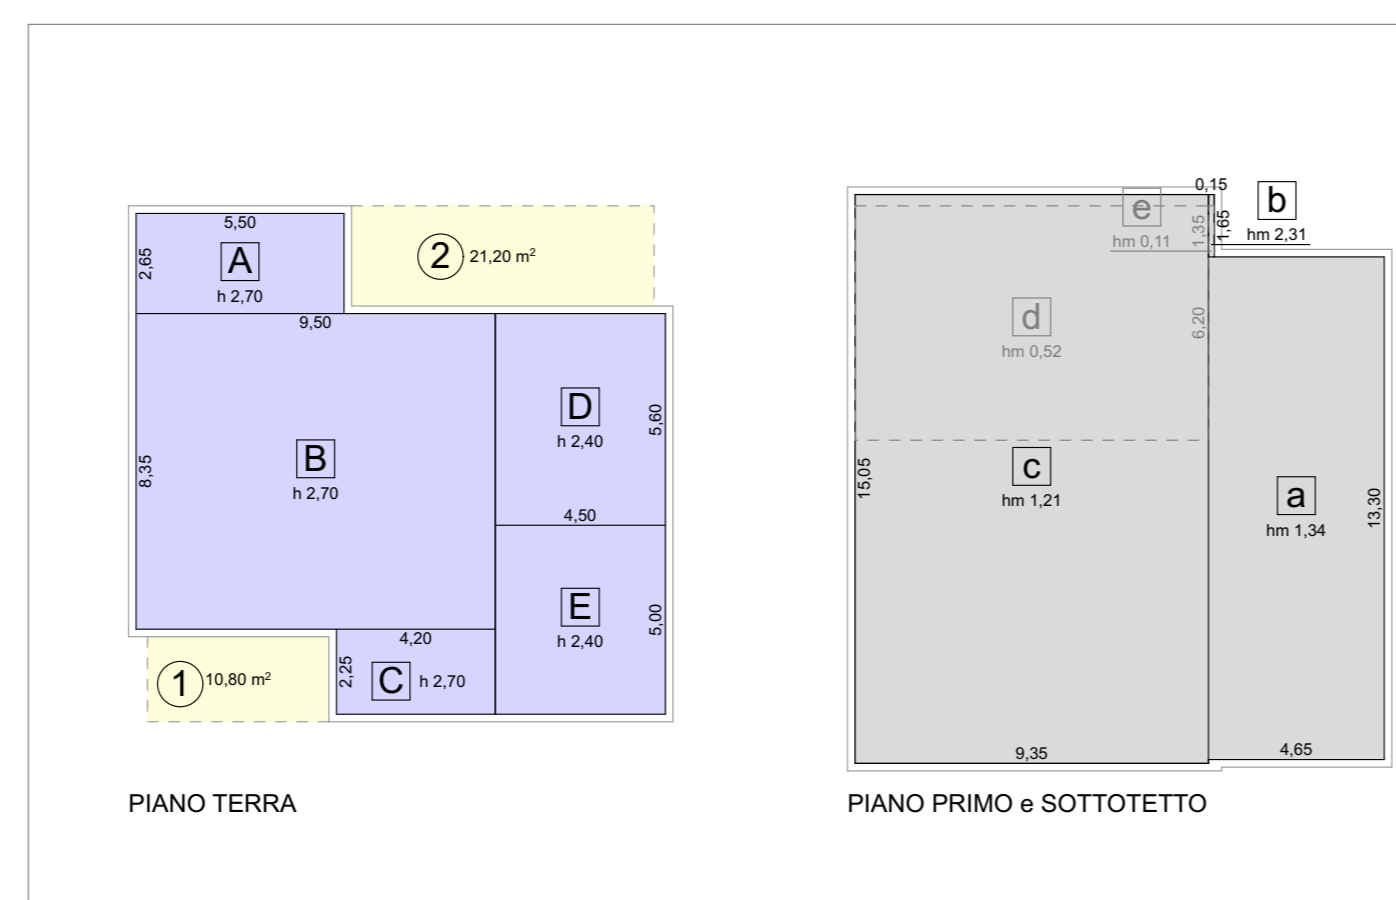 5,50
2,65
A
h 2,70
2
21,20 m²
9,50
8,35
B
h 2,70
D
h 2,40
5,60
4,50
E
h 2,40
5,00
4,20
2,25
C
h 2,70
1
10,80 m²
PIANO TERRA
0,15
e
hm 0,11
1,35
1,65
b
hm 2,31
d
hm 0,52
6,20
15,05
c
hm 1,21
a
hm 1,34
13,30
9,35
4,65
PIANO PRIMO e SOTTOTETTO